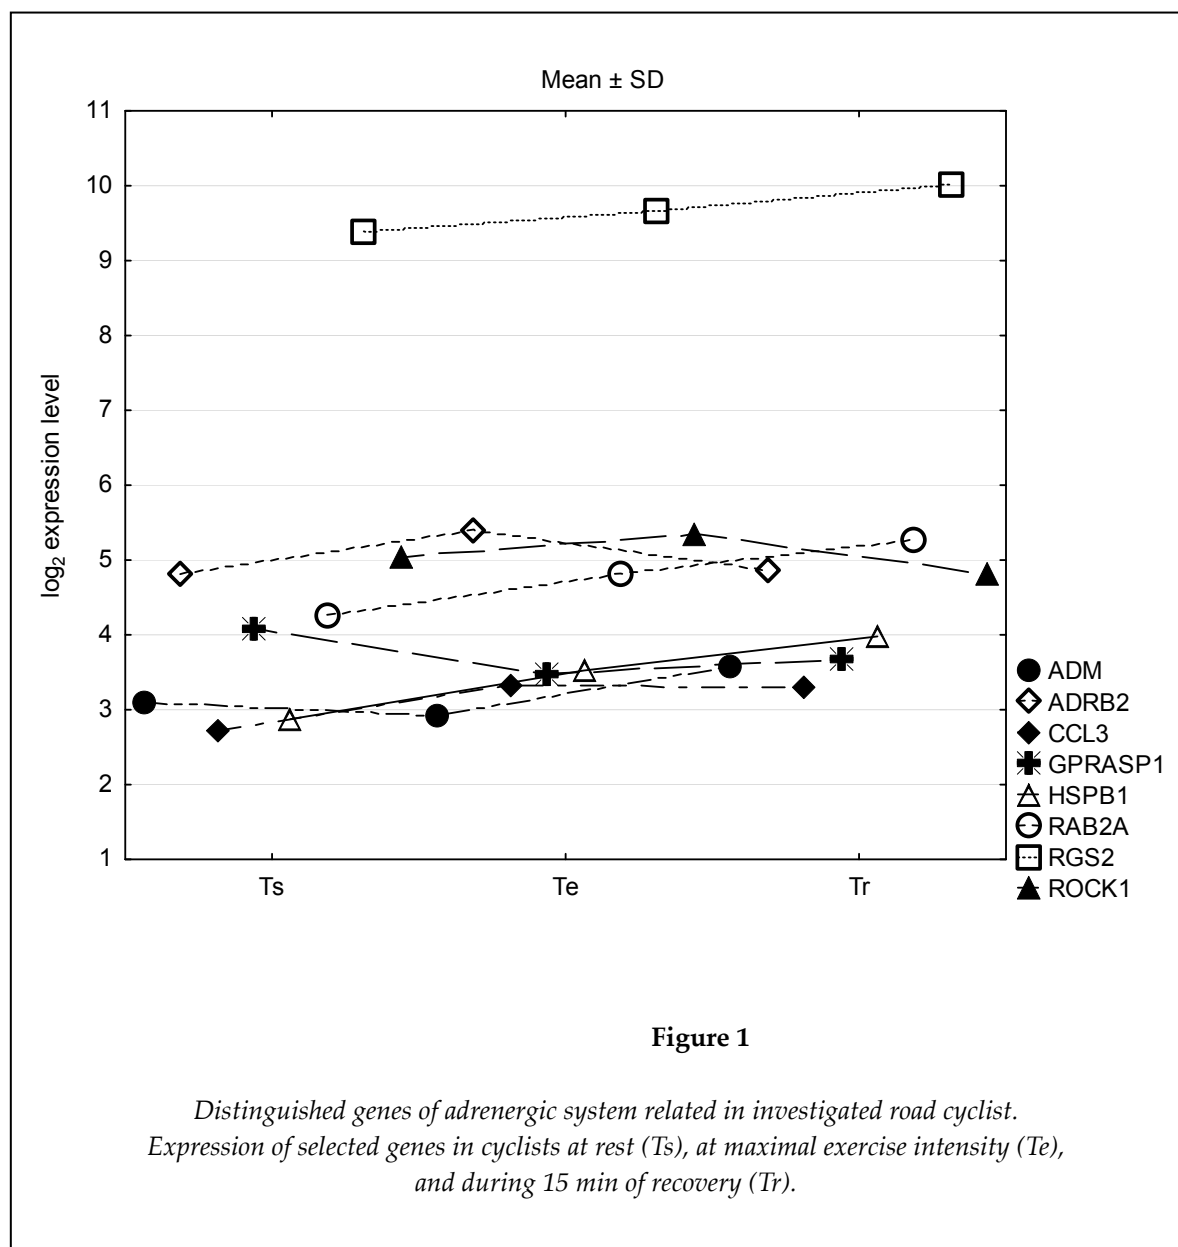 Mean ± SD
11
10
9
8
7
6
5
4
3
2
1
log₂ expression level
Ts Te Tr
ADM
ADRB2
CCL3
GPRASP1
HSPB1
RAB2A
RGS2
ROCK1
Figure 1
Distinguished genes of adrenergic system related in investigated road cyclist.
Expression of selected genes in cyclists at rest (Ts), at maximal exercise intensity (Te),
and during 15 min of recovery (Tr).